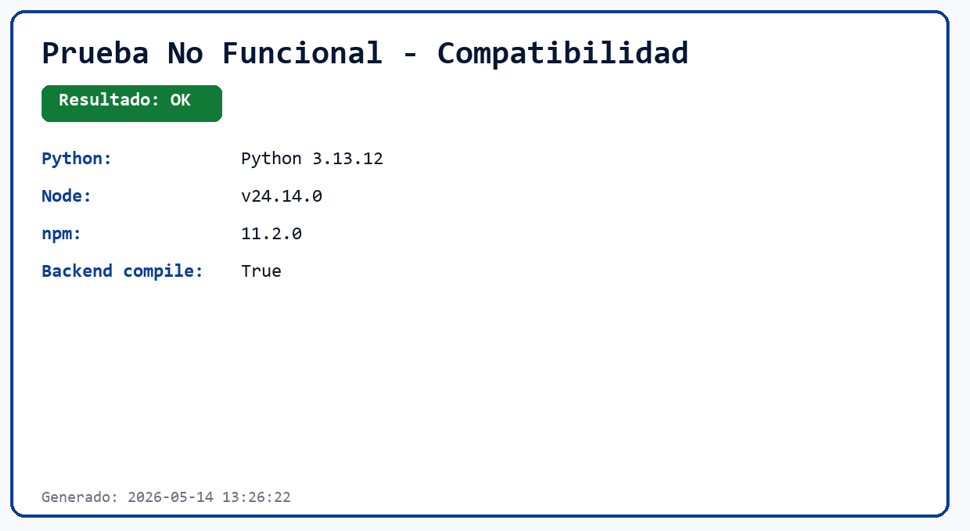 Prueba No Funcional - Compatibilidad
Resultado: OK
Python: Python 3.13.12
Node: v24.14.0
npm: 11.2.0
Backend compile: True
Generado: 2026-05-14 13:26:22